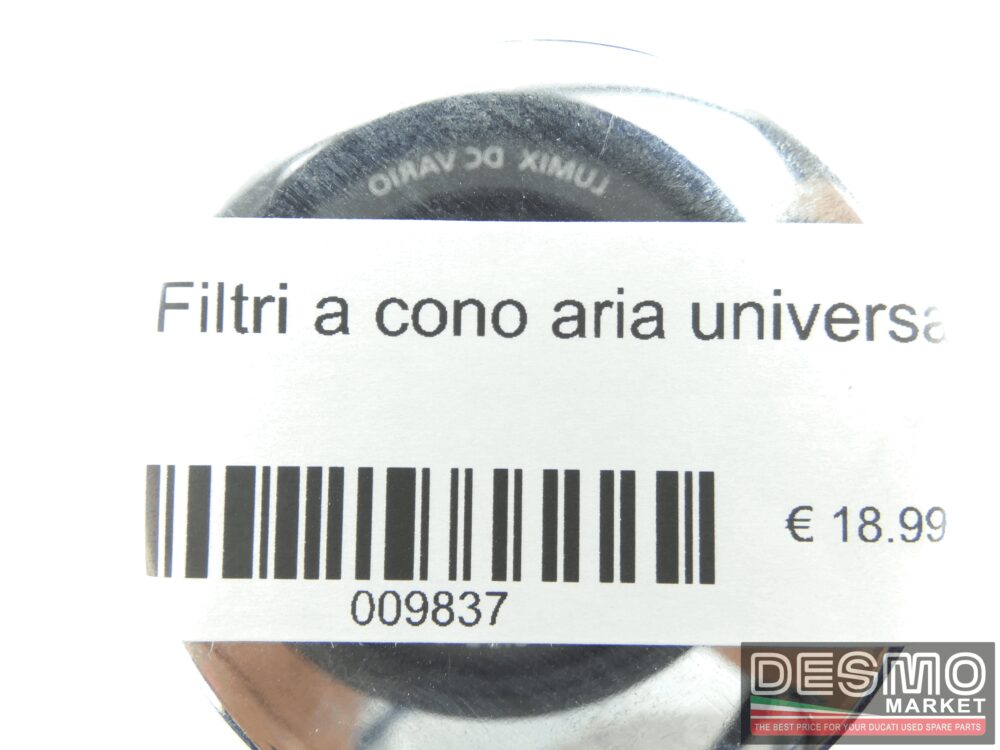 LUMIX DC VARIO
Filtri a cono aria universa
€ 18.99
009837
DESMO
MARKET
THE BEST PRICE FOR YOUR DUCATI USED SPARE PARTS